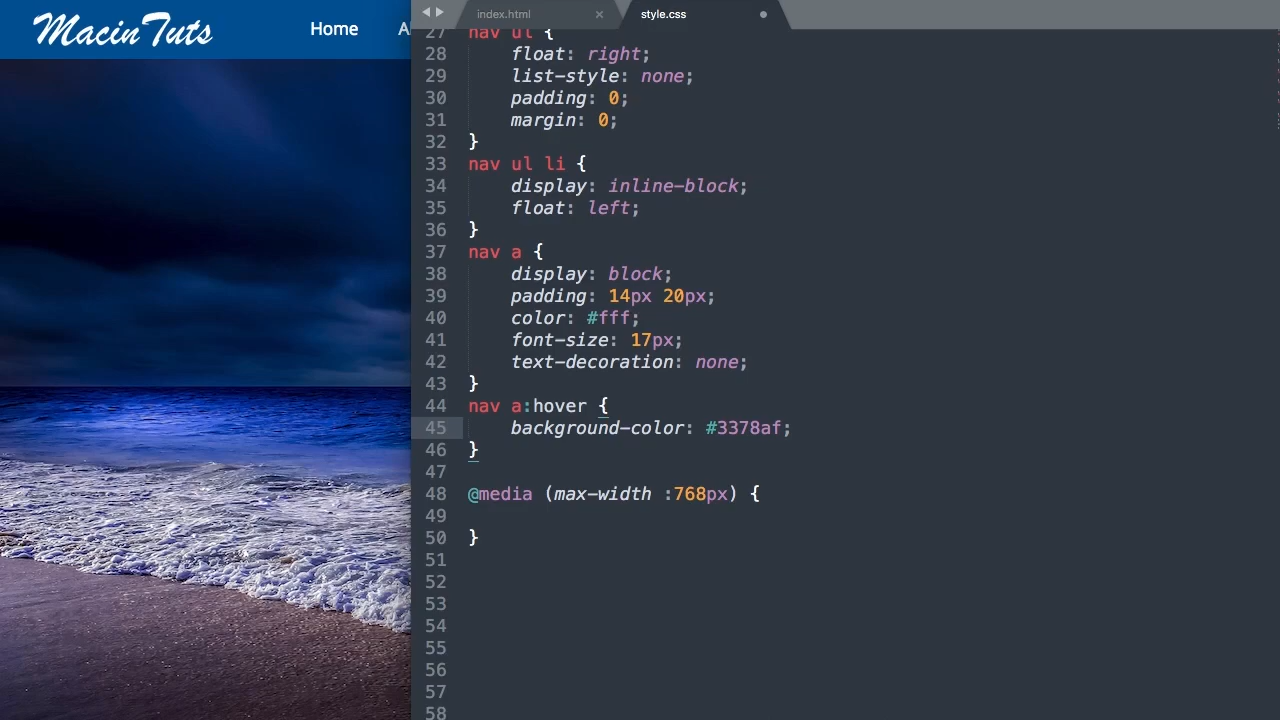 MacinTuts
Home
index.html
style.css
27 nav ul {
28 float: right;
29 list-style: none;
30 padding: 0;
31 margin: 0;
32 }
33 nav ul li {
34 display: inline-block;
35 float: left;
36 }
37 nav a {
38 display: block;
39 padding: 14px 20px;
40 color: #fff;
41 font-size: 17px;
42 text-decoration: none;
43 }
44 nav a:hover {
45 background-color: #3378af;
46 }
47
48 @media (max-width :768px) {
49
50 }
51
52
53
54
55
56
57
58